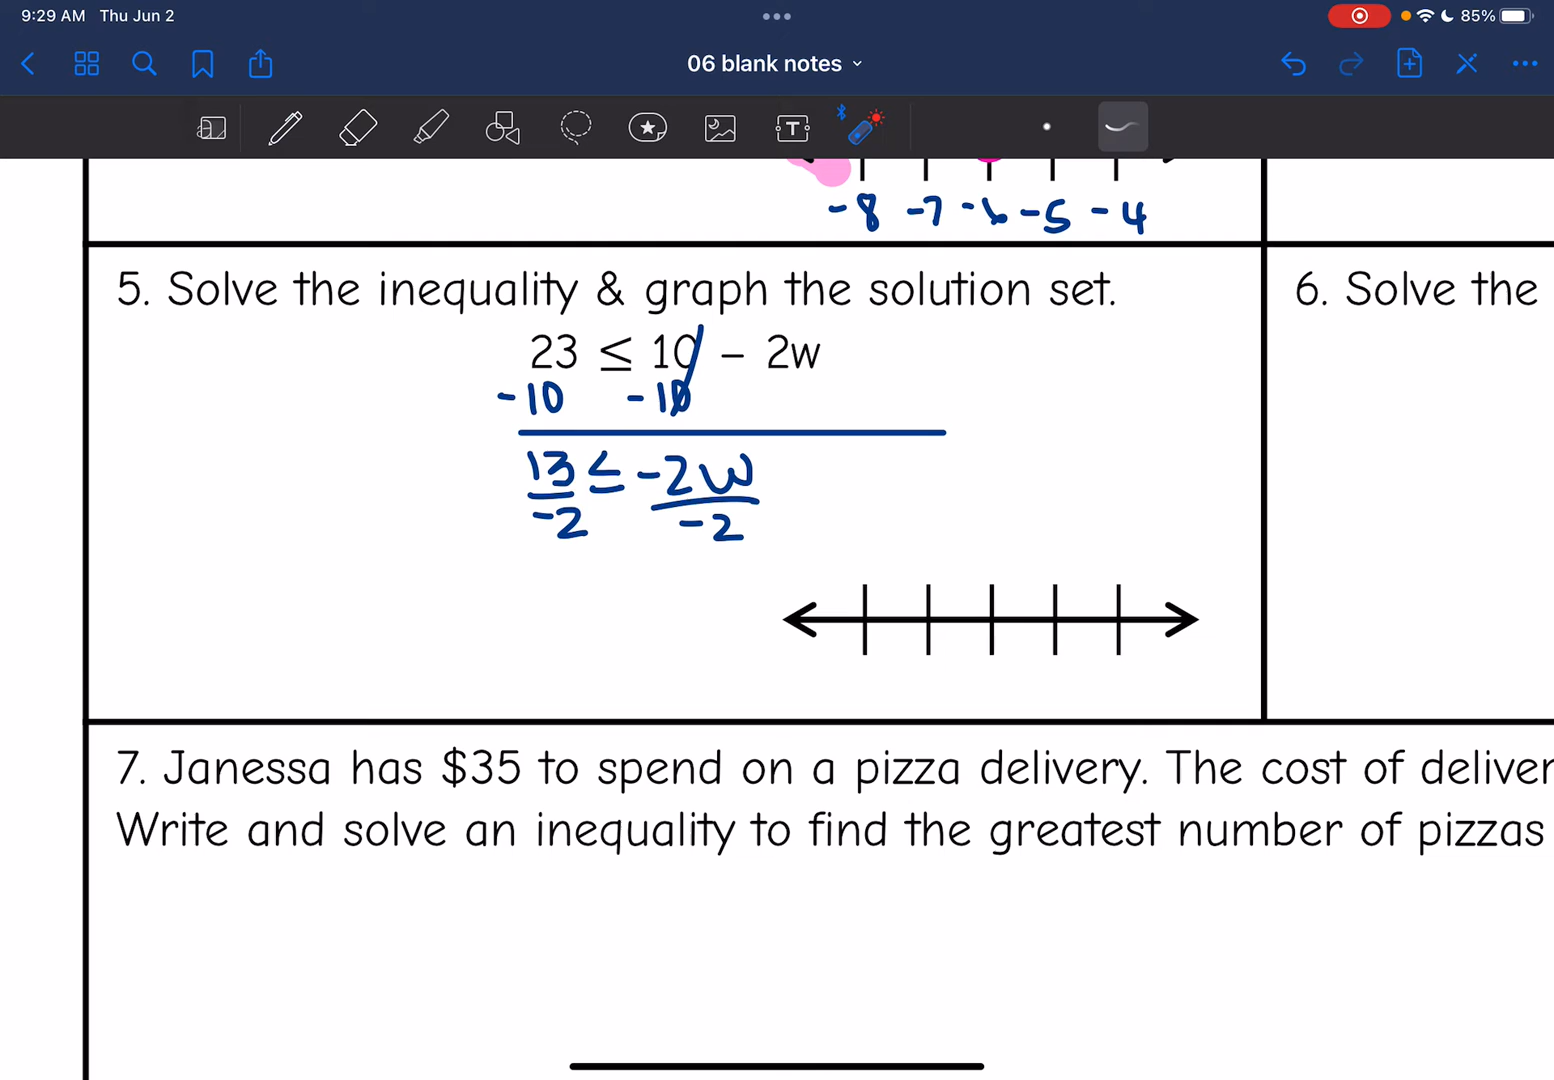 9:29 AM Thu Jun 2
85%
06 blank notes
T
-8 -7 -6 -5 -4
5. Solve the inequality & graph the solution set.
23 ≤ 10 – 2w
-10 -10
13 ≤ -2w
-2 -2
6. Solve the
7. Janessa has $35 to spend on a pizza delivery. The cost of deliver
Write and solve an inequality to find the greatest number of pizzas